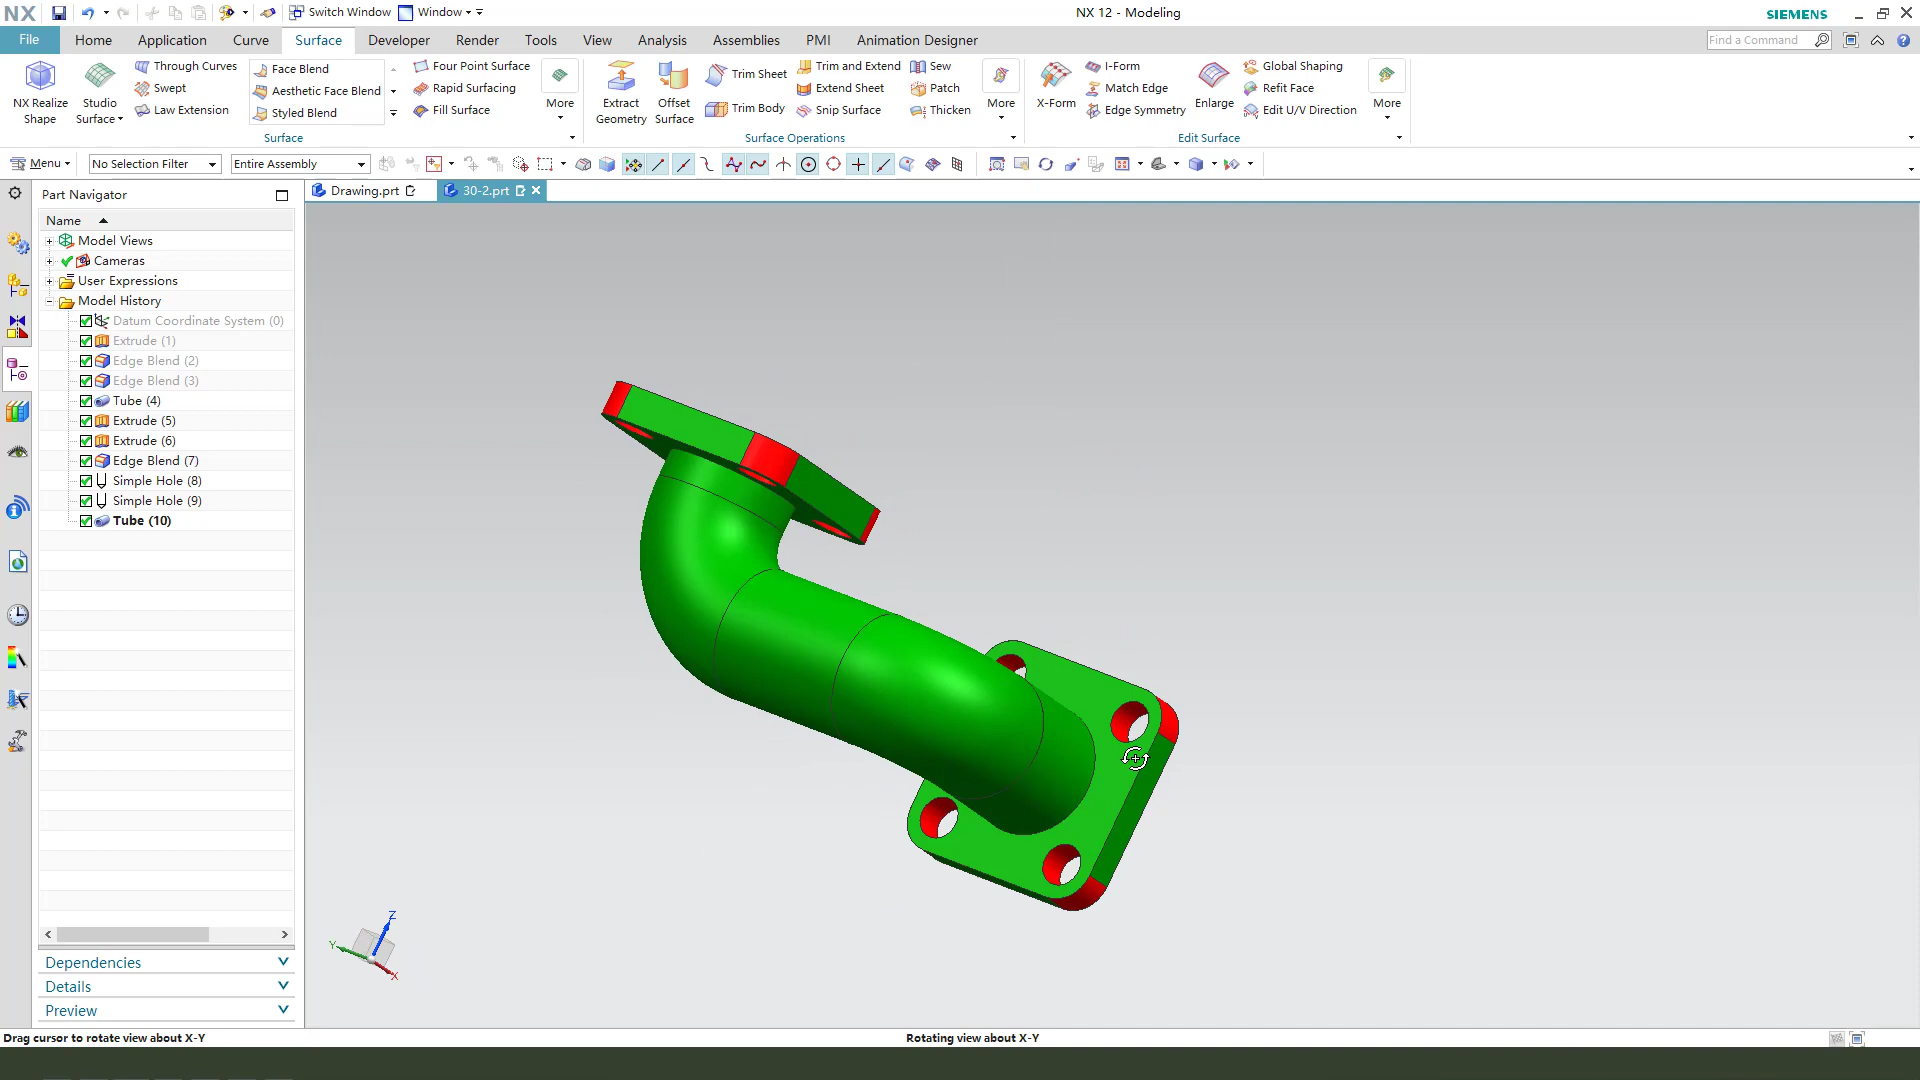 NX Switch Window Window NX 12 - Modeling SIEMENS
File Home Application Curve Surface Developer Render Tools View Analysis Assemblies PMI Animation Designer Find a Command
NX Realize Shape
Studio Surface
Through Curves
Swept
Law Extension
Face Blend
Aesthetic Face Blend
Styled Blend
Four Point Surface
Rapid Surfacing
Fill Surface
More
Surface
Extract Geometry
Offset Surface
Trim Sheet
Trim Body
Trim and Extend
Extend Sheet
Snip Surface
Sew
Patch
Thicken
More
Surface Operations
X-Form
I-Form
Match Edge
Edge Symmetry
Enlarge
Global Shaping
Refit Face
Edit U/V Direction
More
Edit Surface
Menu No Selection Filter Entire Assembly
Part Navigator
Drawing.prt 30-2.prt
Name
Model Views
Cameras
User Expressions
Model History
Datum Coordinate System (0)
Extrude (1)
Edge Blend (2)
Edge Blend (3)
Tube (4)
Extrude (5)
Extrude (6)
Edge Blend (7)
Simple Hole (8)
Simple Hole (9)
Tube (10)
Dependencies
Details
Preview
Z
Y
X
Drag cursor to rotate view about X-Y Rotating view about X-Y